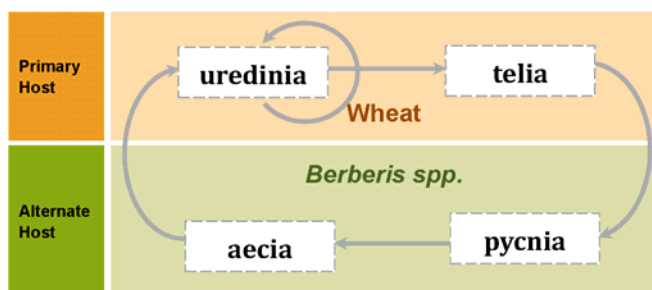 Primary
Host
uredinia
telia
Wheat
Alternate
Host
Berberis spp.
aecia
pycnia